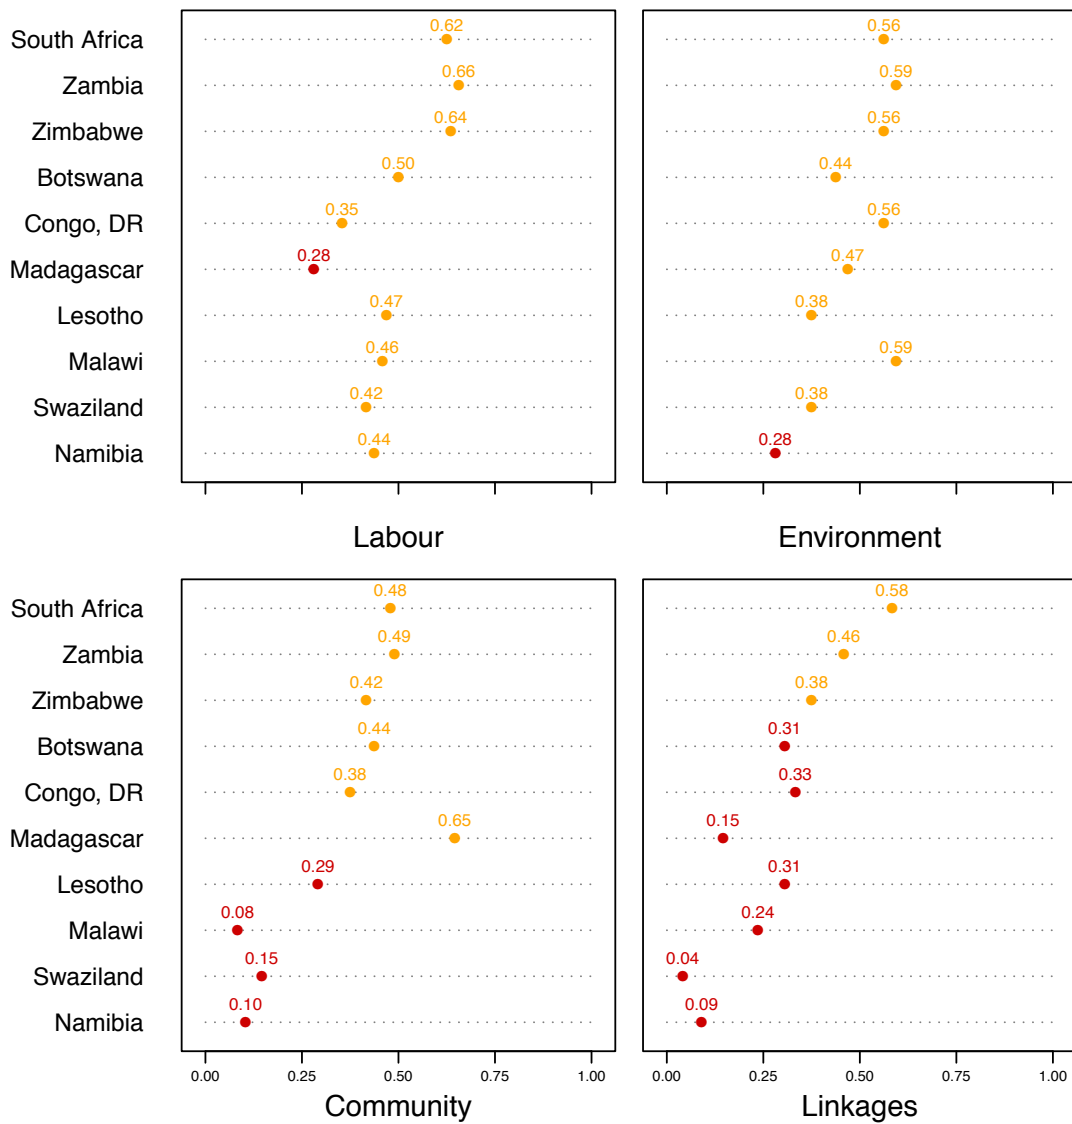 South Africa 0.62 0.56
Zambia 0.66 0.59
Zimbabwe 0.64 0.56
Botswana 0.50 0.44
Congo, DR 0.35 0.56
Madagascar 0.28 0.47
Lesotho 0.47 0.38
Malawi 0.46 0.59
Swaziland 0.42 0.38
Namibia 0.44 0.28
Labour Environment
South Africa 0.48 0.58
Zambia 0.49 0.46
Zimbabwe 0.42 0.38
Botswana 0.44 0.31
Congo, DR 0.38 0.33
Madagascar 0.65 0.15
Lesotho 0.29 0.31
Malawi 0.08 0.24
Swaziland 0.15 0.04
Namibia 0.10 0.09
0.00 0.25 0.50 0.75 1.00 0.00 0.25 0.50 0.75 1.00
Community Linkages